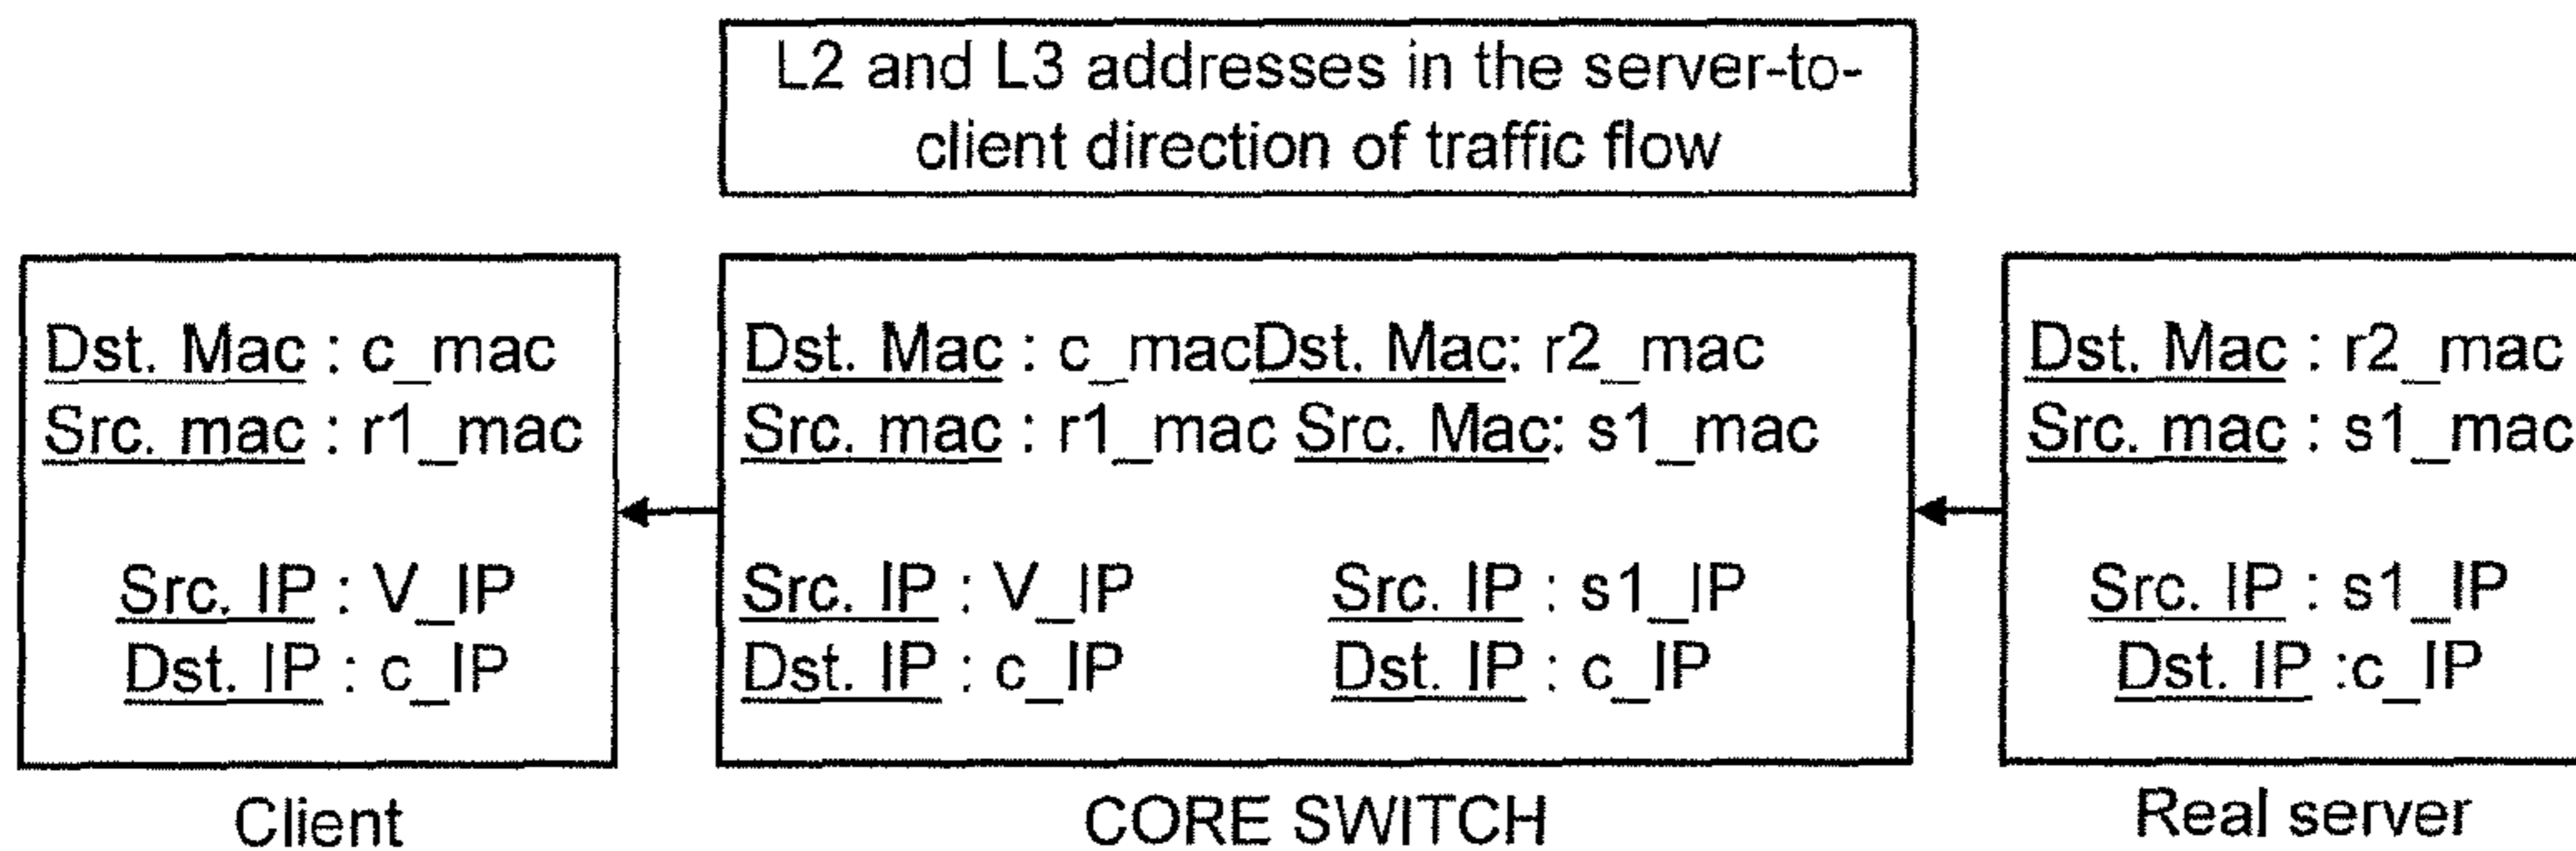 L2 and L3 addresses in the server-to-
client direction of traffic flow
Dst. Mac : c_mac
Src. mac : r1_mac
Src. IP : V_IP
Dst. IP : c_IP
Client
Dst. Mac : c_macDst. Mac: r2_mac
Src. mac : r1_mac Src. Mac: s1_mac
Src. IP : V_IP Src. IP : s1_IP
Dst. IP : c_IP Dst. IP : c_IP
CORE SWITCH
Dst. Mac : r2_mac
Src. mac : s1_mac
Src. IP : s1_IP
Dst. IP :c_IP
Real server